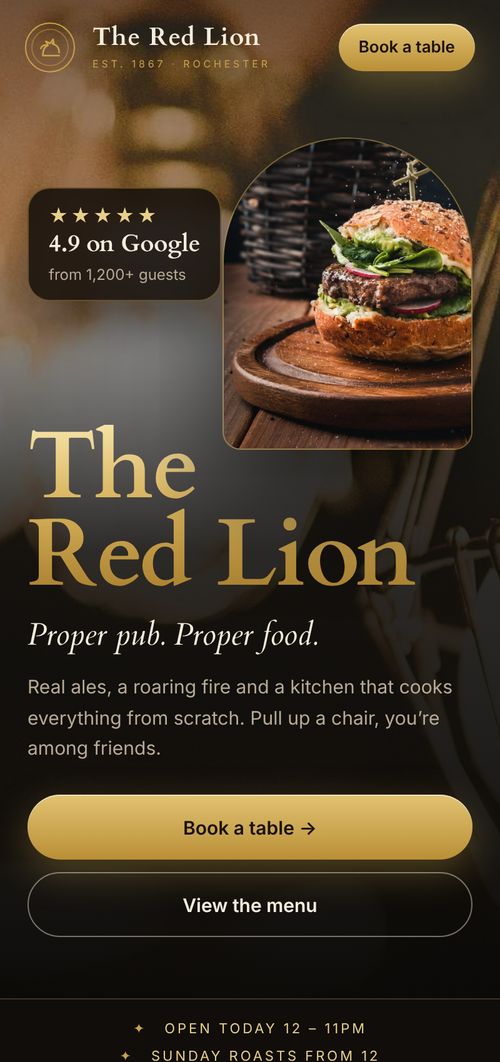 The Red Lion
EST. 1867 · ROCHESTER
Book a table
★★★★★
4.9 on Google
from 1,200+ guests
The
Red Lion
Proper pub. Proper food.
Real ales, a roaring fire and a kitchen that cooks
everything from scratch. Pull up a chair, you’re
among friends.
Book a table →
View the menu
✦ OPEN TODAY 12 – 11PM
✦ SUNDAY ROASTS FROM 12